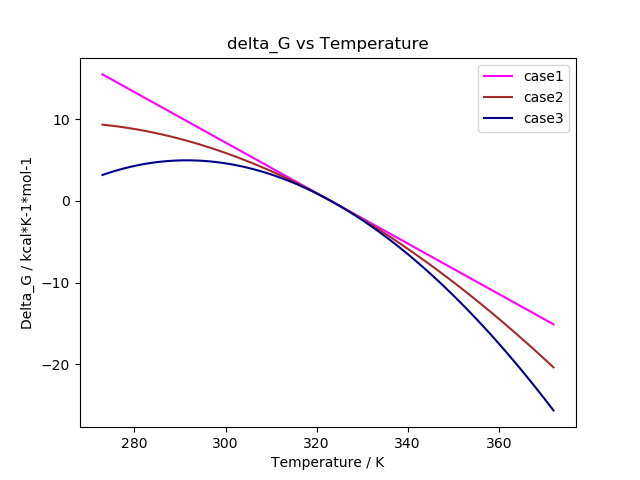 delta_G vs Temperature
case1
case2
case3
10
0
−10
−20
Delta_G / kcal*K-1*mol-1
280
300
320
340
360
Temperature / K